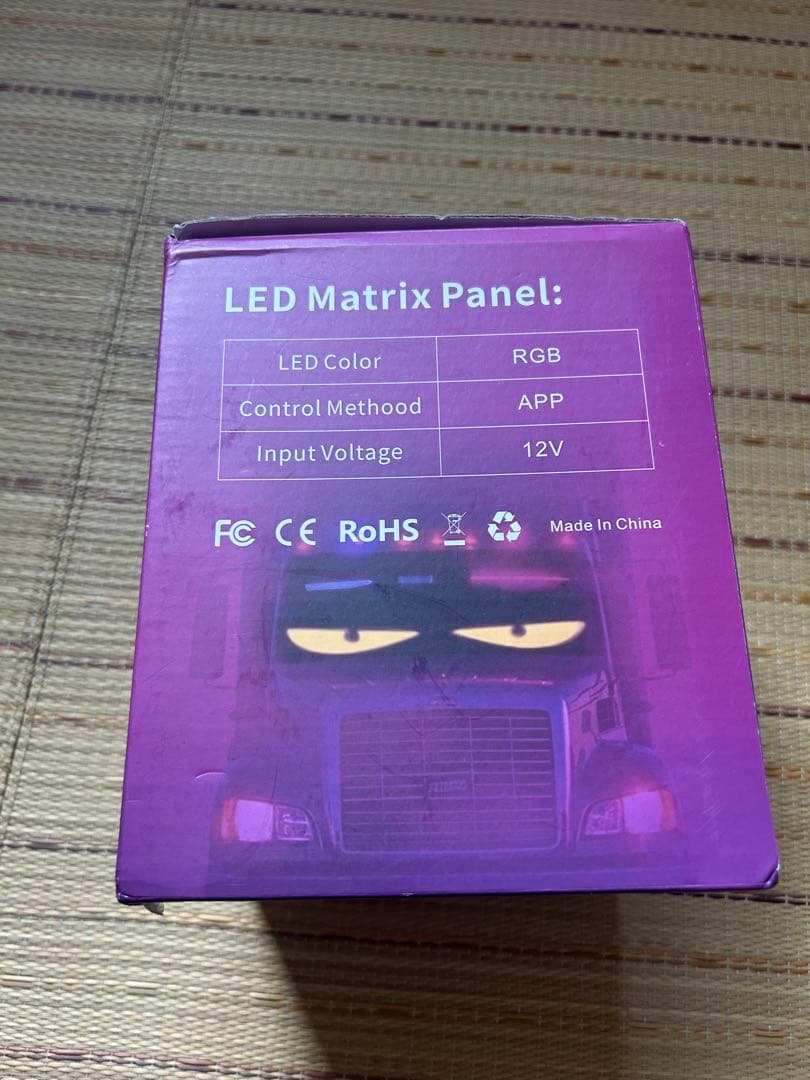 LED Matrix Panel:
LED Color RGB
Control Methood APP
Input Voltage 12V
FC CE RoHS Made In China